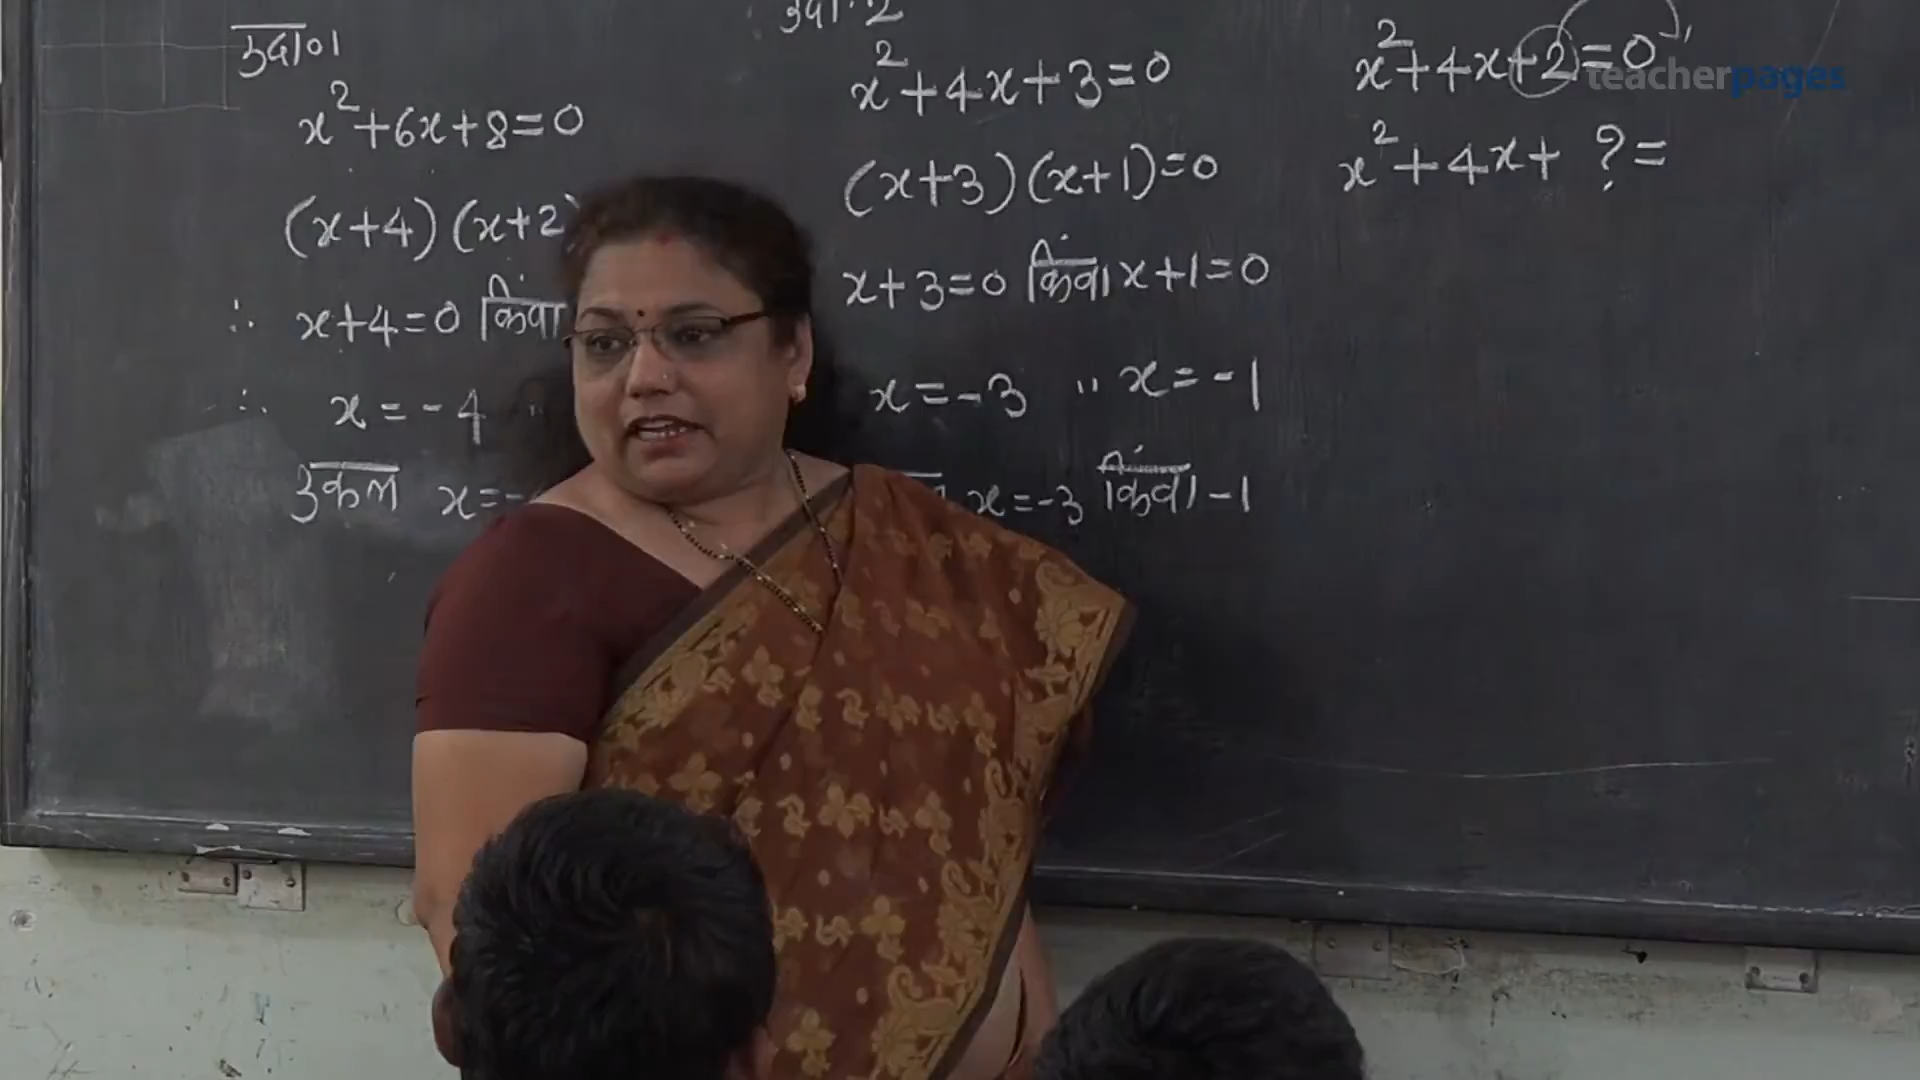 उदा०१
x²+6x+8=0
(x+4)(x+2)
∴ x+4=0 किंवा
∴ x=-4 "
उकल x=-
उदा. 2
x²+4x+3=0
(x+3)(x+1)=0
x+3=0 किंवा x+1=0
x=-3 " x=-1
x=-3 किंवा -1
x²+4x+2=0
x²+4x+ ?=
teacherpages